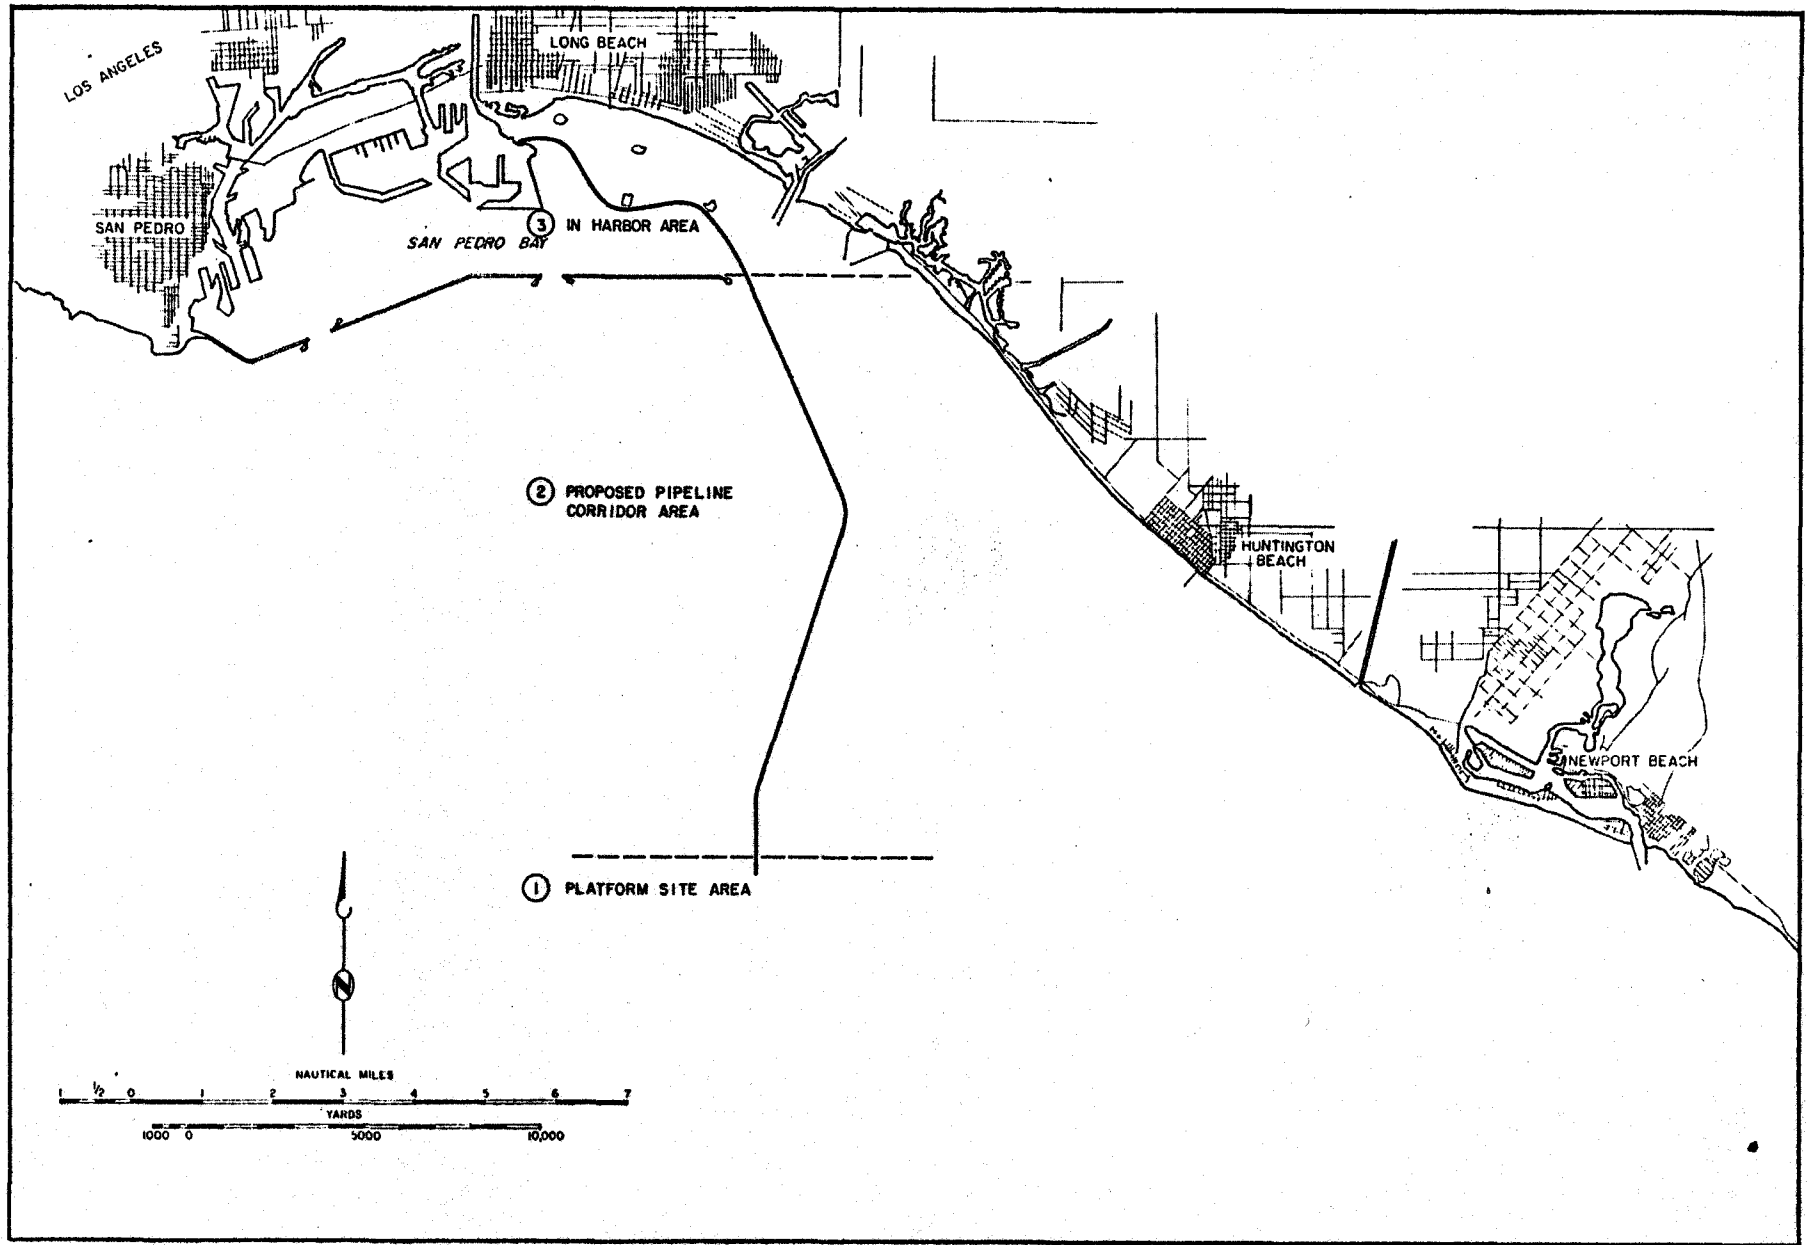 LOS ANGELES
LONG BEACH
SAN PEDRO
SAN PEDRO BAY
3 IN HARBOR AREA
2 PROPOSED PIPELINE
CORRIDOR AREA
HUNTINGTON
BEACH
NEWPORT BEACH
1 PLATFORM SITE AREA
N
NAUTICAL MILES
1 1/2 0 1 2 3 4 5 6 7
YARDS
1000 0 5000 10,000